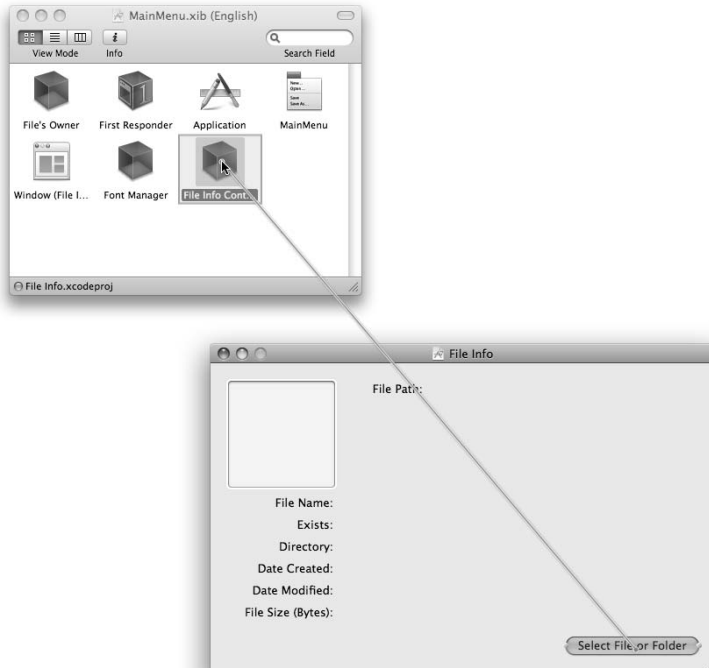 MainMenu.xib (English)
View Mode
Info
Search Field
File's Owner
First Responder
Application
MainMenu
New...
Open...
Save
Save As...
1
Window (File I...
Font Manager
File Info Cont...
File Info.xcodeproj
File Info
File Path:
File Name:
Exists:
Directory:
Date Created:
Date Modified:
File Size (Bytes):
Select File or Folder